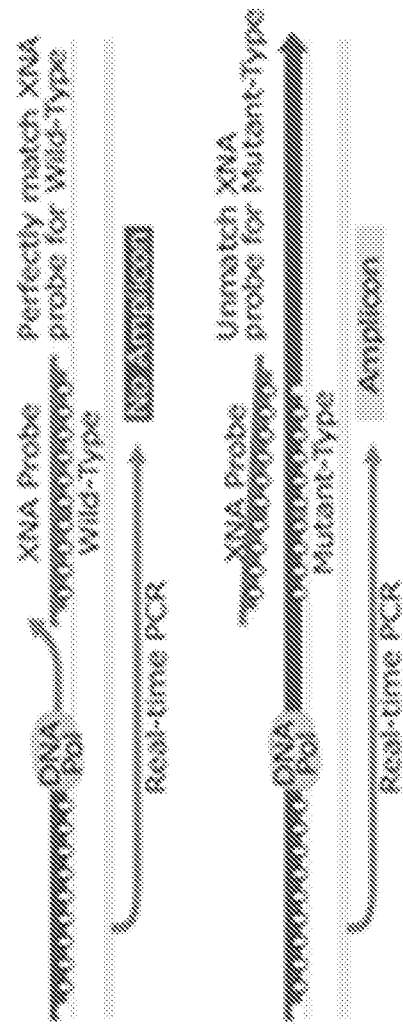 Perfectly match XNA
probe for Wild-Type
XNA Probe
Wild-Type
DNA
Pol
No Amplicon
Real-time PCR
Unmatch XNA
probe for Mutant-Type
XNA Probe
Mutant-Type
DNA
Pol
Amplicon
Real-time PCR